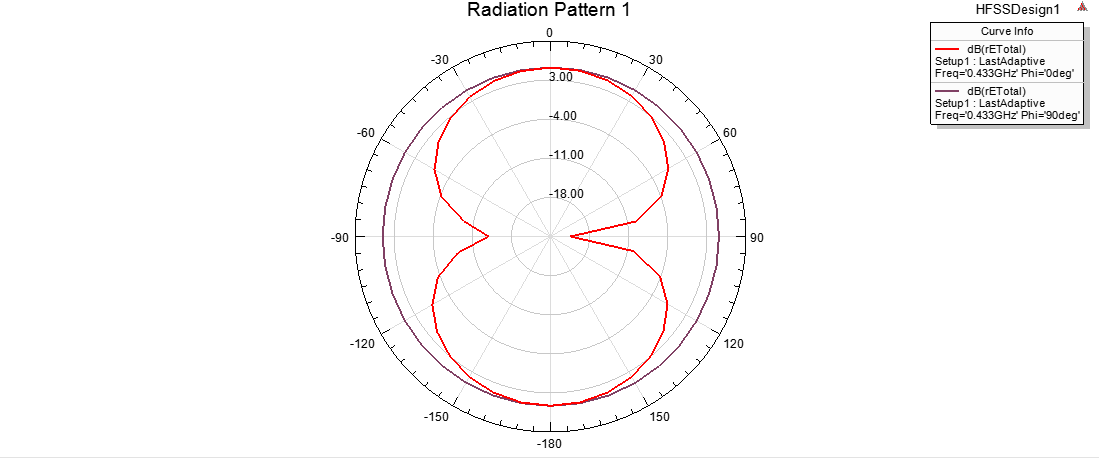 Radiation Pattern 1
HFSSDesign1
Curve Info
dB(rETotal)
Setup1 : LastAdaptive
Freq='0.433GHz' Phi='0deg'
dB(rETotal)
Setup1 : LastAdaptive
Freq='0.433GHz' Phi='90deg'
0
-30
30
3.00
-60
-4.00
60
-11.00
-18.00
-90
90
-120
120
-150
150
-180